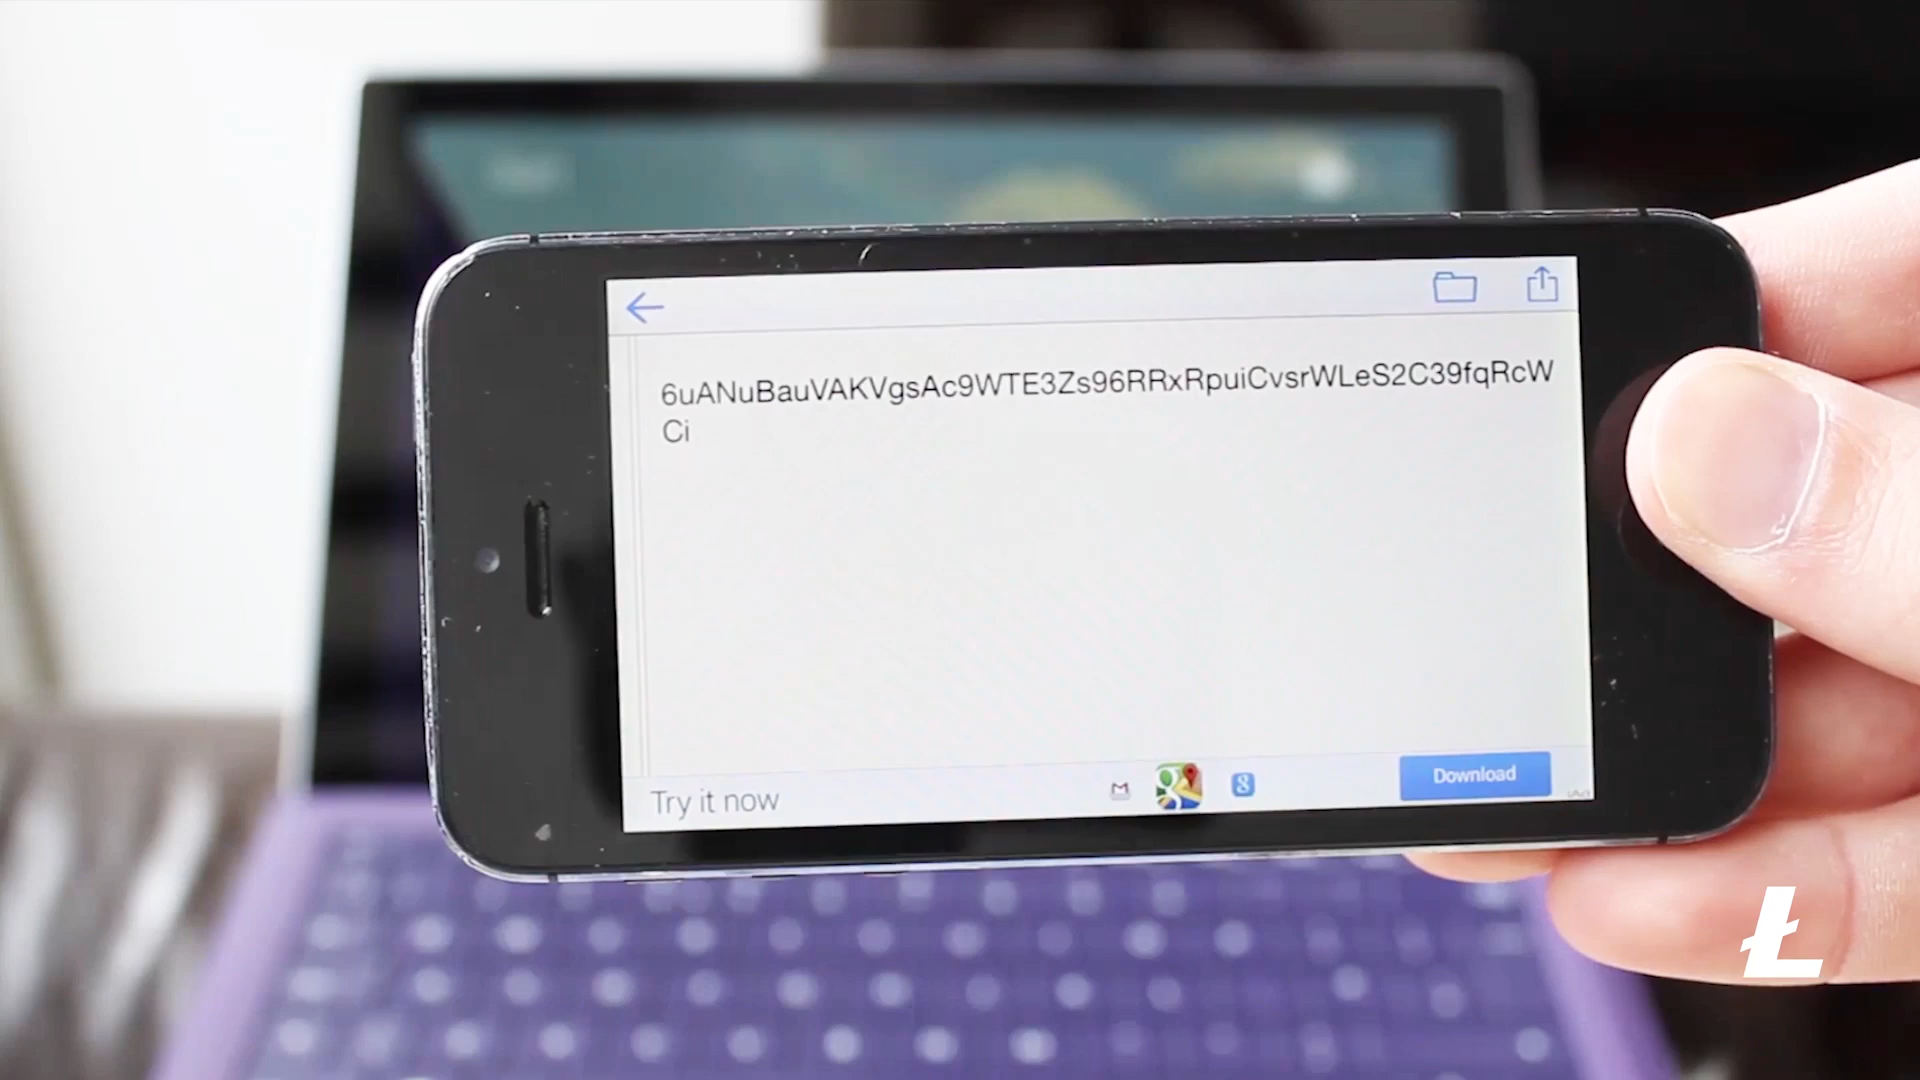 6uANuBauVAKVgsAc9WTE3Zs96RRxRpuiCvsrWLeS2C39fqRcW
Ci
Try it now
Download